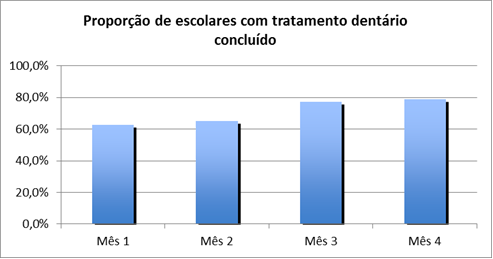 Proporção de escolares com tratamento dentário
concluído
100,0%
80,0%
60,0%
40,0%
20,0%
0,0%
Mês 1 Mês 2 Mês 3 Mês 4